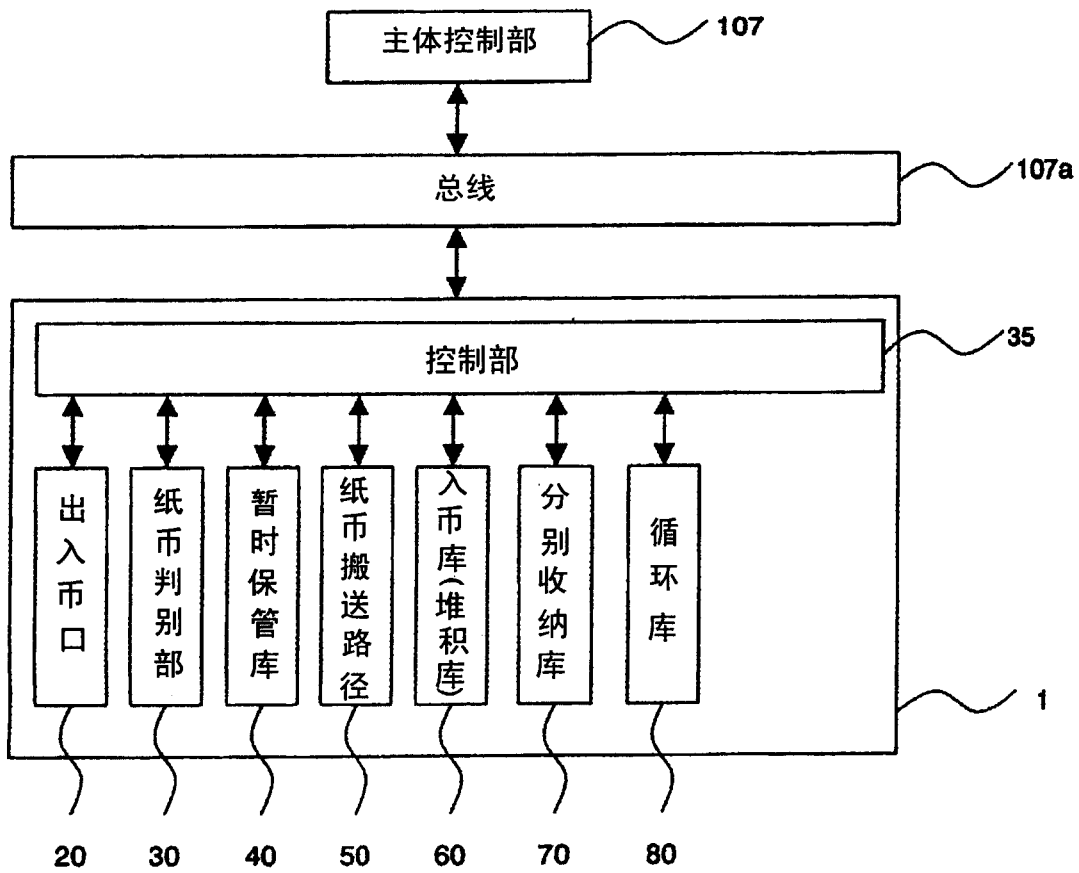 主体控制部
107
总线
107a
控制部
35
出入币口
纸币判别部
暂时保管库
纸币搬送路径
入币库(堆积库)
分别收纳库
循环库
1
20
30
40
50
60
70
80